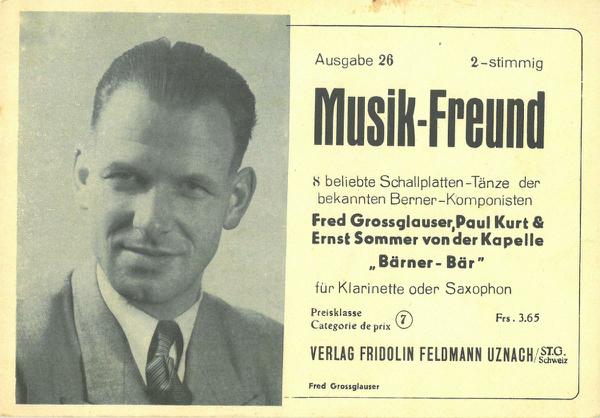 Ausgabe 26 2-stimmig
Musik-Freund
8 beliebte Schallplatten-Tänze der
bekannten Berner-Komponisten
Fred Grossglauser, Paul Kurt &
Ernst Sommer von der Kapelle
„Bärner-Bär"
für Klarinette oder Saxophon
Preisklasse
Categorie de prix 7 Frs. 3.65
VERLAG FRIDOLIN FELDMANN UZNACH/ST.G.
Schweiz
Fred Grossglauser